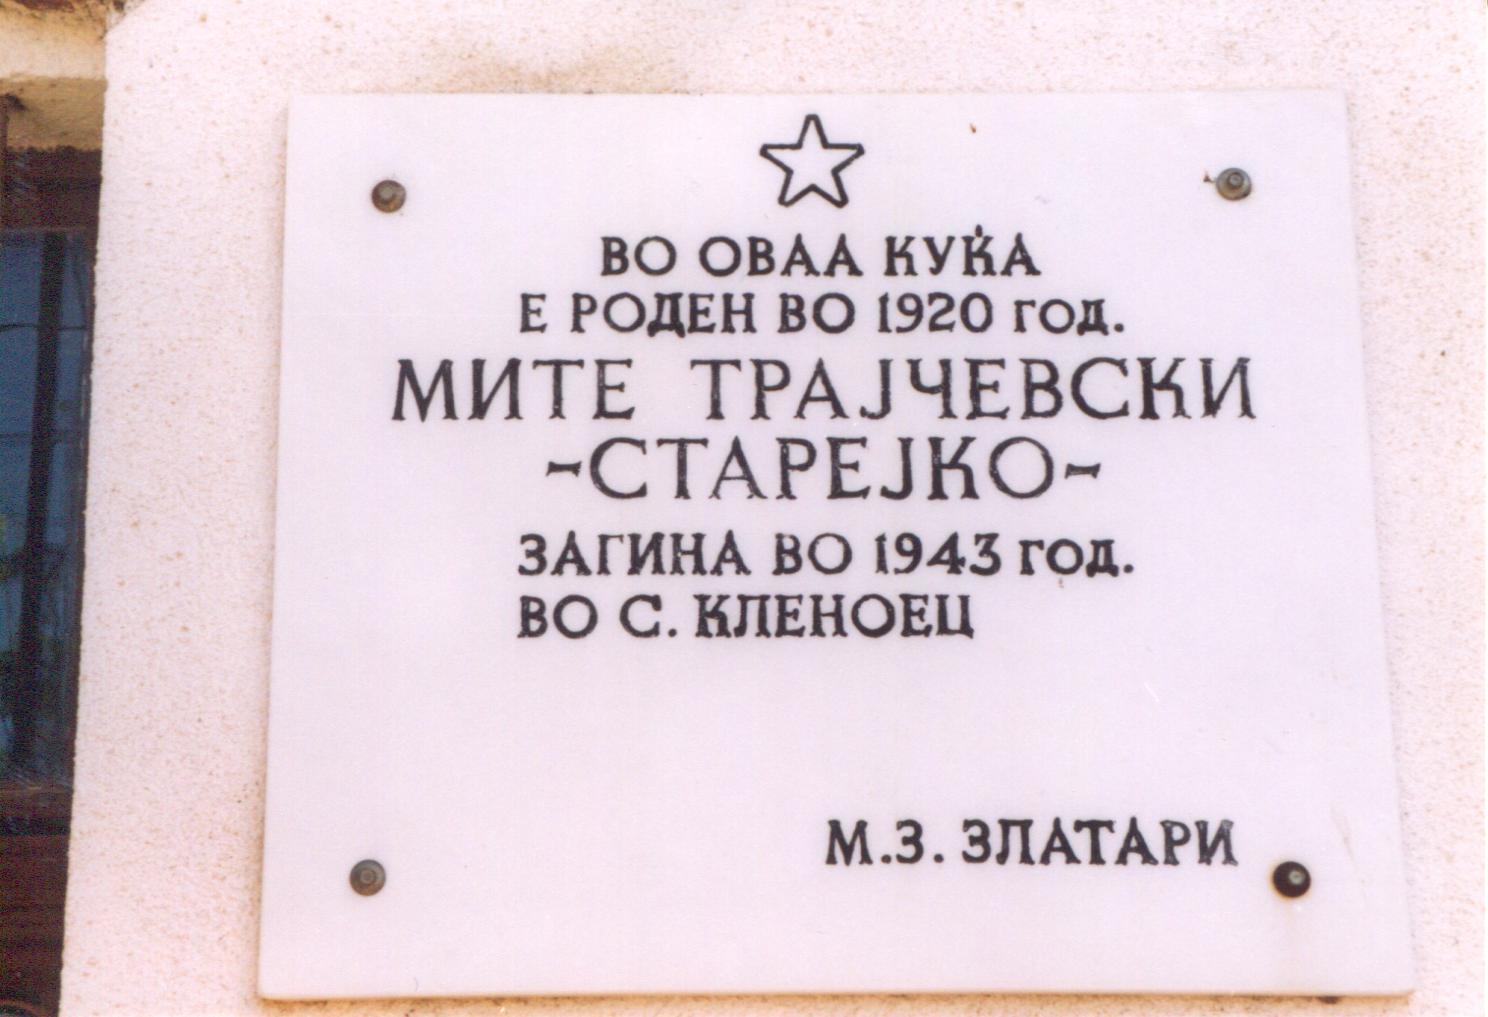 ВО ОВАА КУЌА
Е РОДЕН ВО 1920 год.
МИТЕ ТРАЈЧЕВСКИ
-СТАРЕЈКО-
ЗАГИНА ВО 1943 год.
ВО С. КЛЕНОЕЦ
М.З. ЗЛАТАРИ